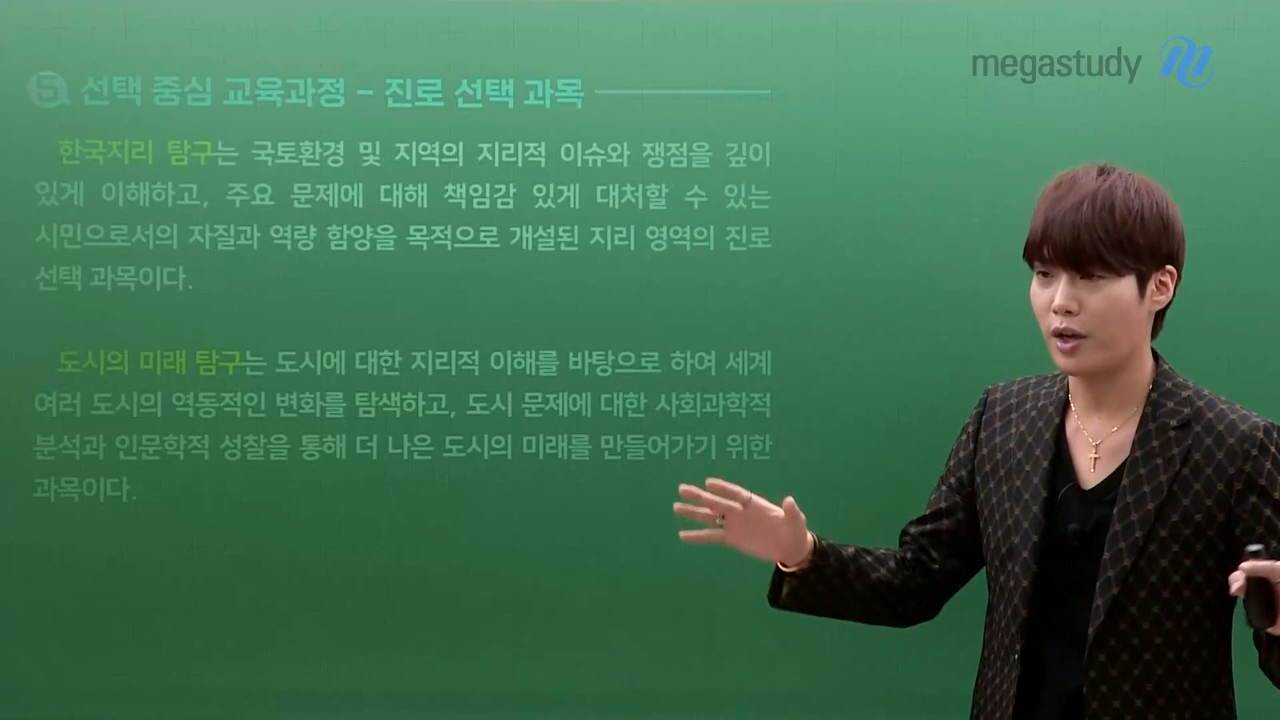 megastudy
5. 선택 중심 교육과정 - 진로 선택 과목
한국지리 탐구는 국토환경 및 지역의 지리적 이슈와 쟁점을 깊이
있게 이해하고, 주요 문제에 대해 책임감 있게 대처할 수 있는
시민으로서의 자질과 역량 함양을 목적으로 개설된 지리 영역의 진로
선택 과목이다.
도시의 미래 탐구는 도시에 대한 지리적 이해를 바탕으로 하여 세계
여러 도시의 역동적인 변화를 탐색하고, 도시 문제에 대한 사회과학적
분석과 인문학적 성찰을 통해 더 나은 도시의 미래를 만들어가기 위한
과목이다.